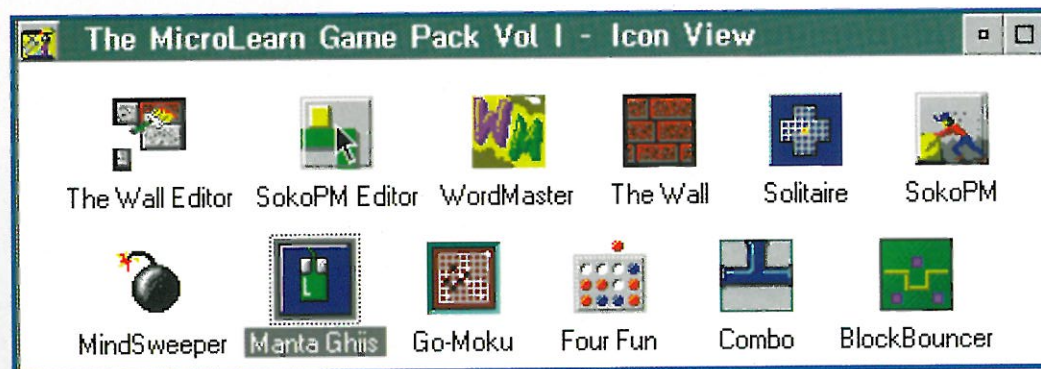 The MicroLearn Game Pack Vol I - Icon View
The Wall Editor SokoPM Editor WordMaster The Wall Solitaire SokoPM
MindSweeper Manta Ghiis Go-Moku Four Fun Combo BlockBouncer